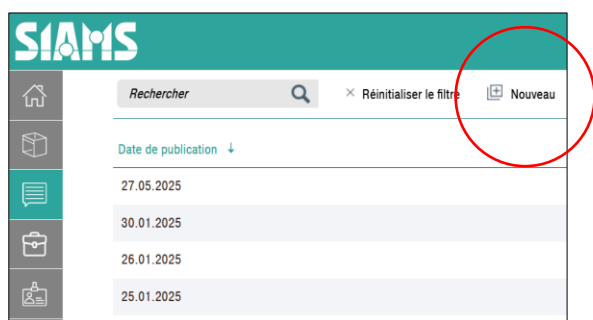 SIAMS
Rechercher × Réinitialiser le filtre Nouveau
Date de publication ↓
27.05.2025
30.01.2025
26.01.2025
25.01.2025